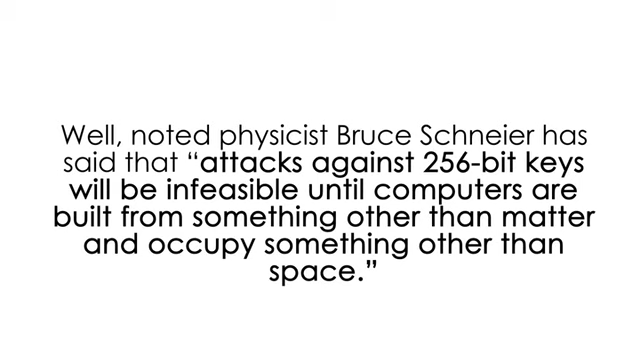 Well, noted physicist Bruce Schneier has
said that “attacks against 256-bit keys
will be infeasible until computers are
built from something other than matter
and occupy something other than
space.”